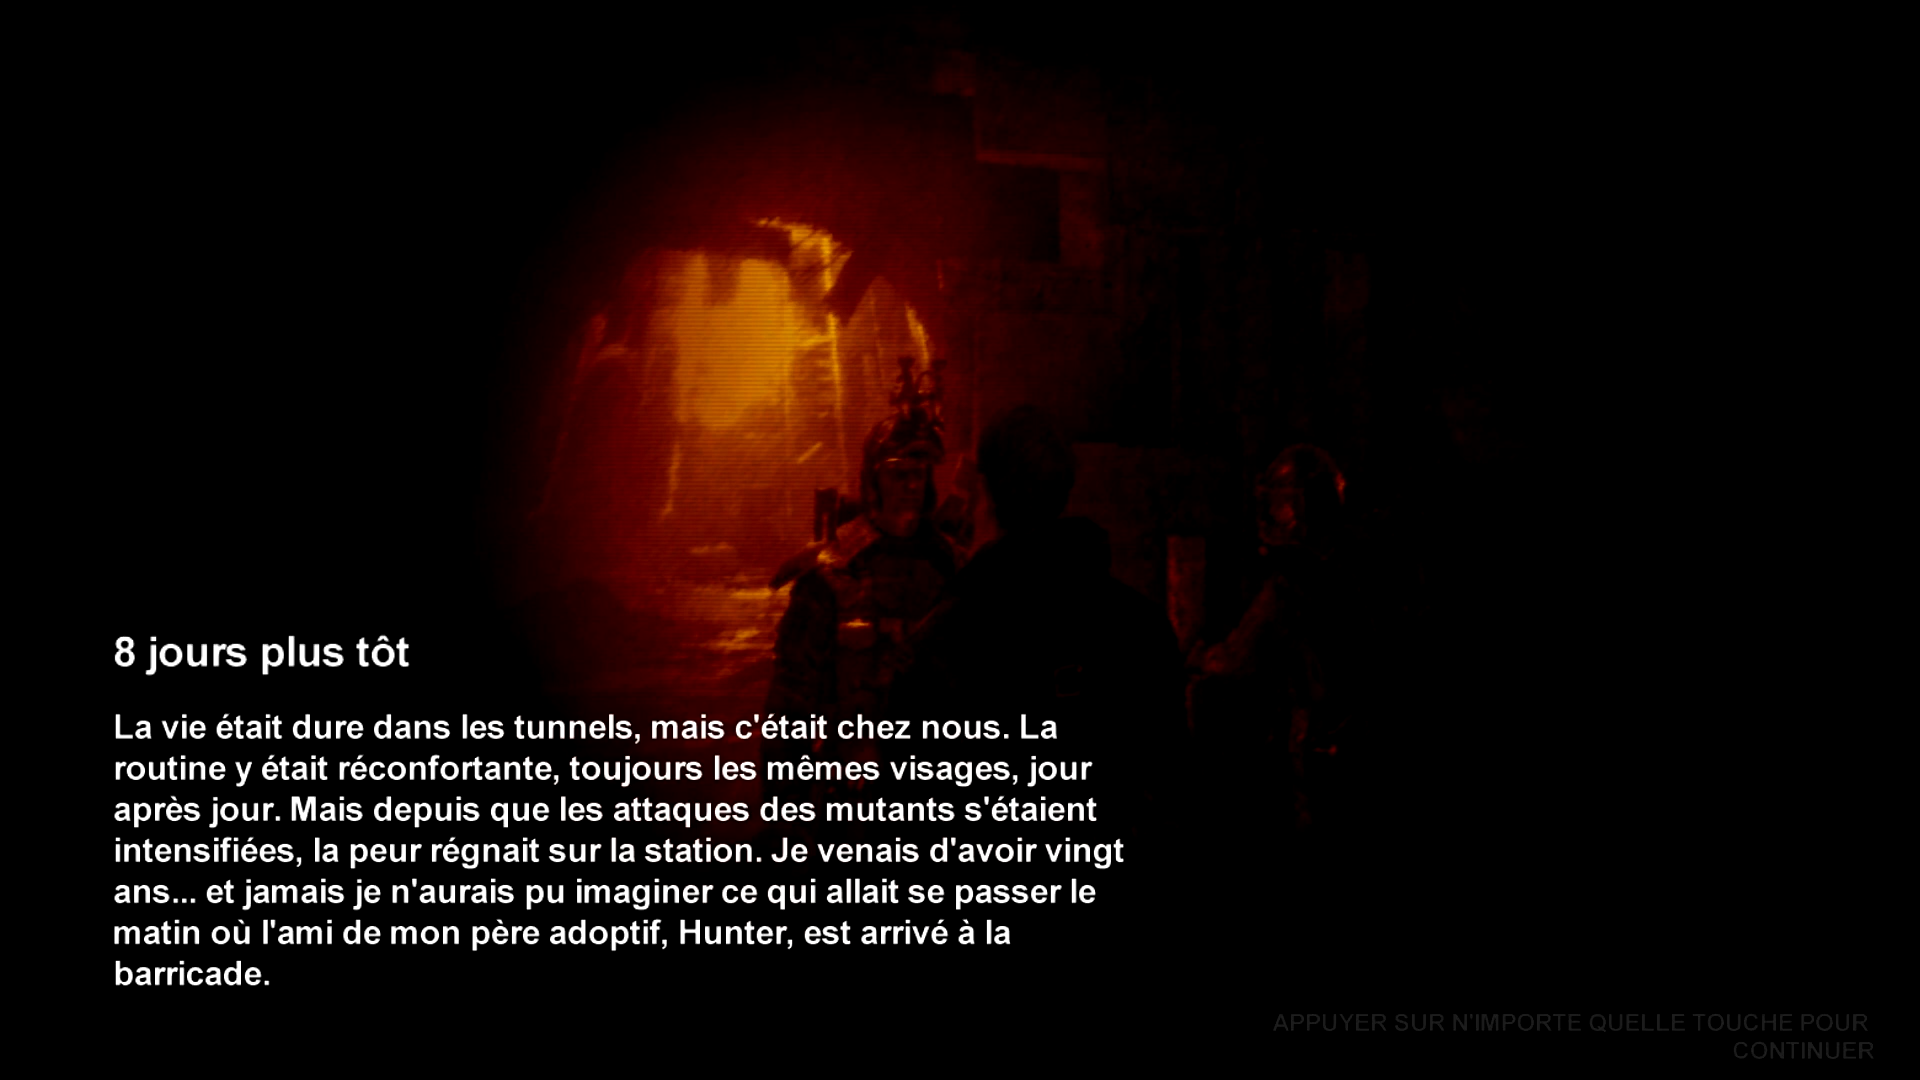 8 jours plus tôt
La vie était dure dans les tunnels, mais c'était chez nous. La
routine y était réconfortante, toujours les mêmes visages, jour
après jour. Mais depuis que les attaques des mutants s'étaient
intensifiées, la peur régnait sur la station. Je venais d'avoir vingt
ans... et jamais je n'aurais pu imaginer ce qui allait se passer le
matin où l'ami de mon père adoptif, Hunter, est arrivé à la
barricade.
APPUYER SUR N'IMPORTE QUELLE TOUCHE POUR
CONTINUER